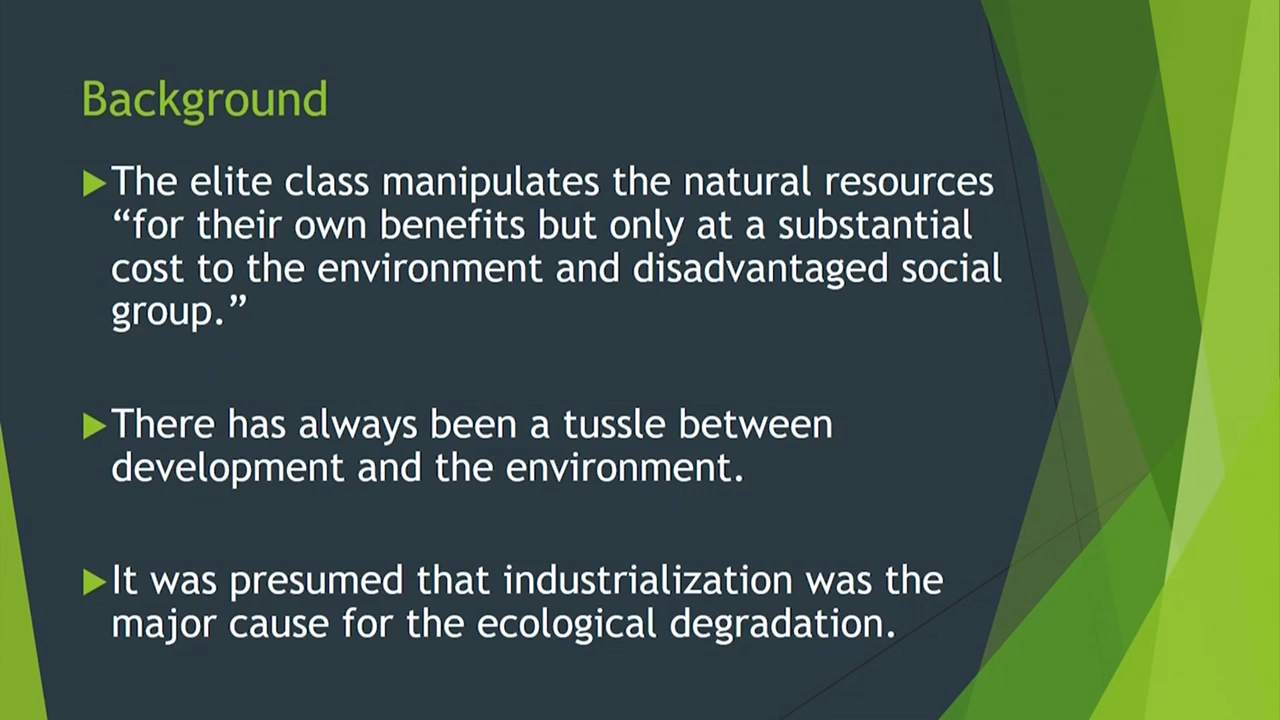 Background
The elite class manipulates the natural resources
“for their own benefits but only at a substantial
cost to the environment and disadvantaged social
group.”
There has always been a tussle between
development and the environment.
It was presumed that industrialization was the
major cause for the ecological degradation.